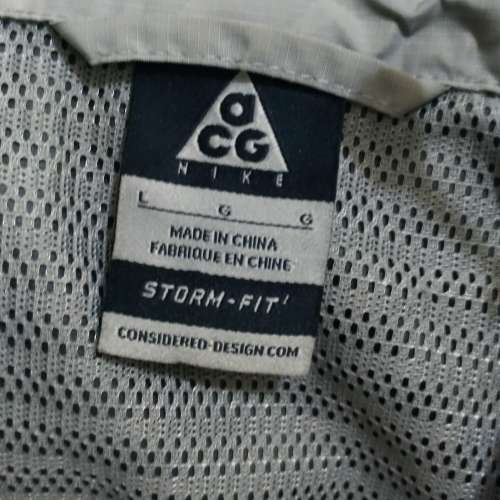 aCG
NIKE
L G G
MADE IN CHINA
FABRIQUE EN CHINE
STORM-FIT
CONSIDERED-DESIGN COM